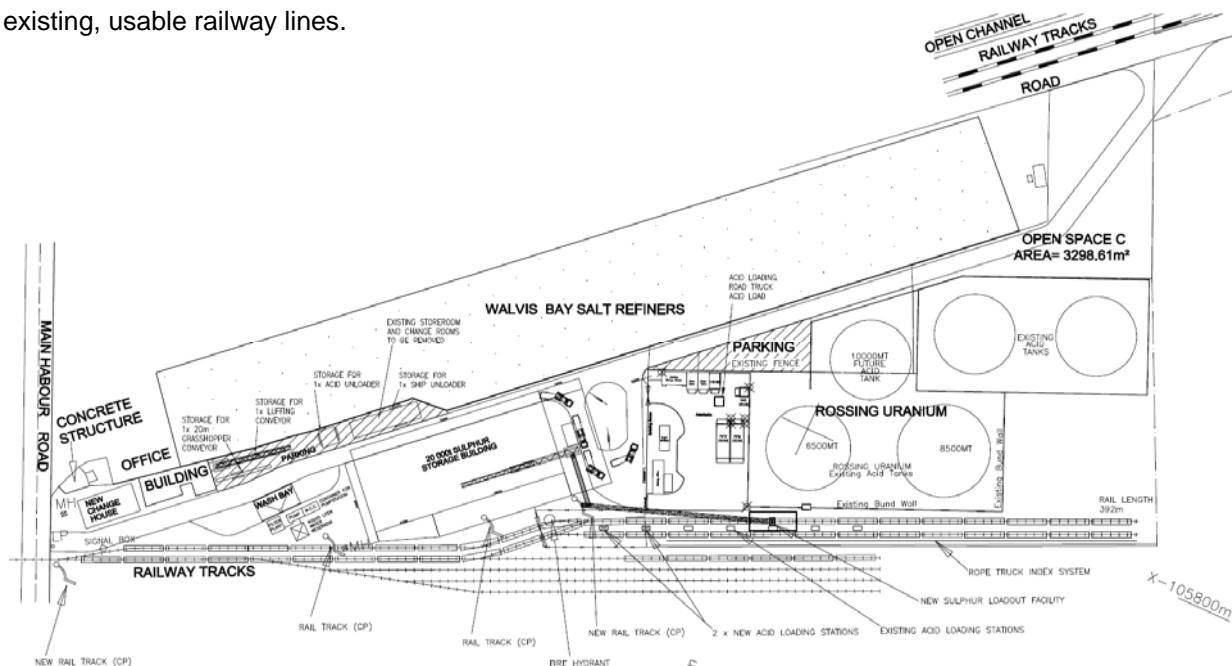 existing, usable railway lines.
OPEN CHANNEL
RAILWAY TRACKS
ROAD
OPEN SPACE C
AREA= 3298.61m²
WALVIS BAY SALT REFINERS
ACID LOADING
ROAD TRUCK
ACID LOAD
EXISTING STOREROOM
AND CHANGE ROOMS
TO BE REMOVED
PARKING
EXISTING FENCE
10000MT
FUTURE
ACID
TANK
EXISTING
ACID
TANKS
MAIN HABOUR ROAD
CONCRETE
STRUCTURE
OFFICE
BUILDING
STORAGE FOR
1x 20m
GRASSHOPPER
CONVEYOR
STORAGE FOR
1x LUFFING
CONVEYOR
STORAGE FOR
1x ACID UNLOADER
STORAGE FOR
1x SHIP UNLOADER
PARKING
20 000t SULPHUR
STORAGE BUILDING
ROSSING URANIUM
6500MT
8500MT
ROSSING URANIUM
Existing Acid Tanks
Existing Bund Wall
Existing Bund Wall
MH
NEW
CHANGE
HOUSE
WASH BAY
SIGNAL BOX
MH
RAILWAY TRACKS
RAIL LENGTH
392m
ROPE TRUCK INDEX SYSTEM
X-105800m
NEW SULPHUR LOADOUT FACILITY
RAIL TRACK (CP)
RAIL TRACK (CP)
NEW RAIL TRACK (CP)
2 x NEW ACID LOADING STATIONS
EXISTING ACID LOADING STATIONS
NEW RAIL TRACK (CP)
FIRE HYDRANT